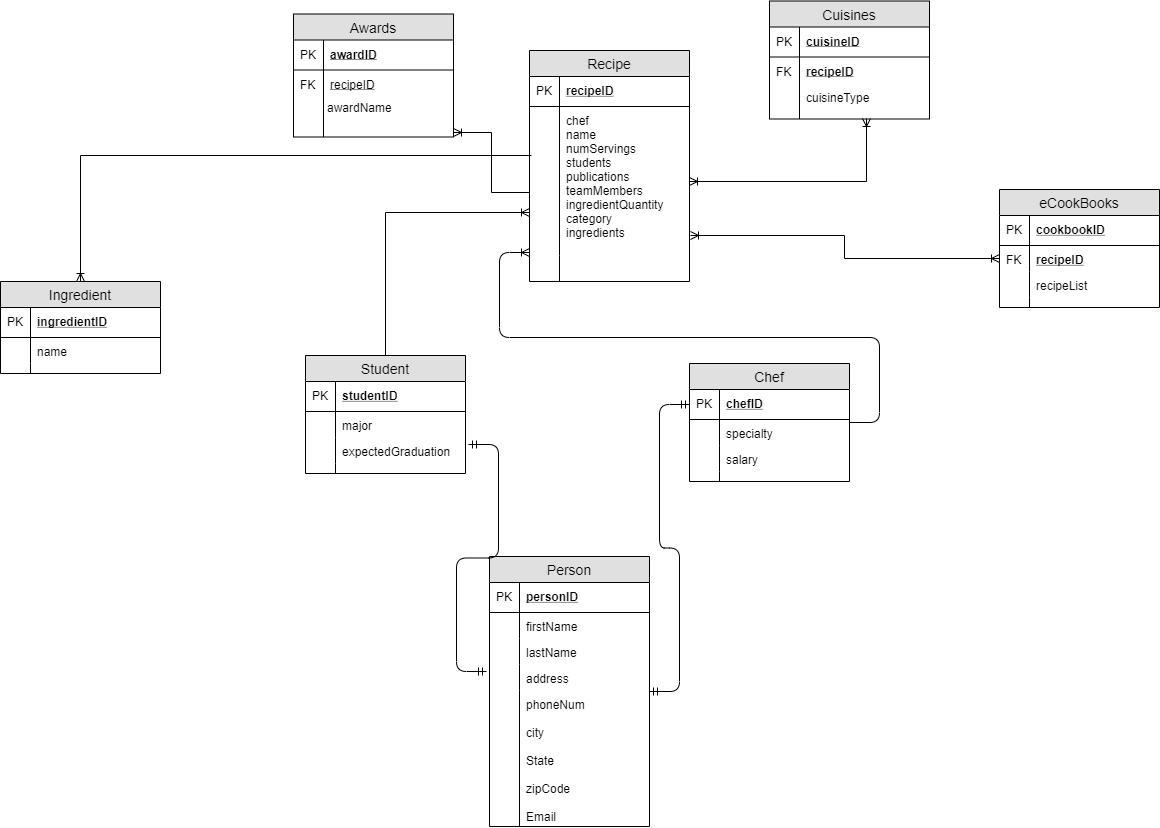 Awards
PK awardID
FK recipeID
awardName
Recipe
PK recipeID
chef
name
numServings
students
publications
teamMembers
ingredientQuantity
category
ingredients
Cuisines
PK cuisineID
FK recipeID
cuisineType
eCookBooks
PK cookbookID
FK recipeID
recipeList
Ingredient
PK ingredientID
name
Student
PK studentID
major
expectedGraduation
Chef
PK chefID
specialty
salary
Person
PK personID
firstName
lastName
address
phoneNum
city
State
zipCode
Email